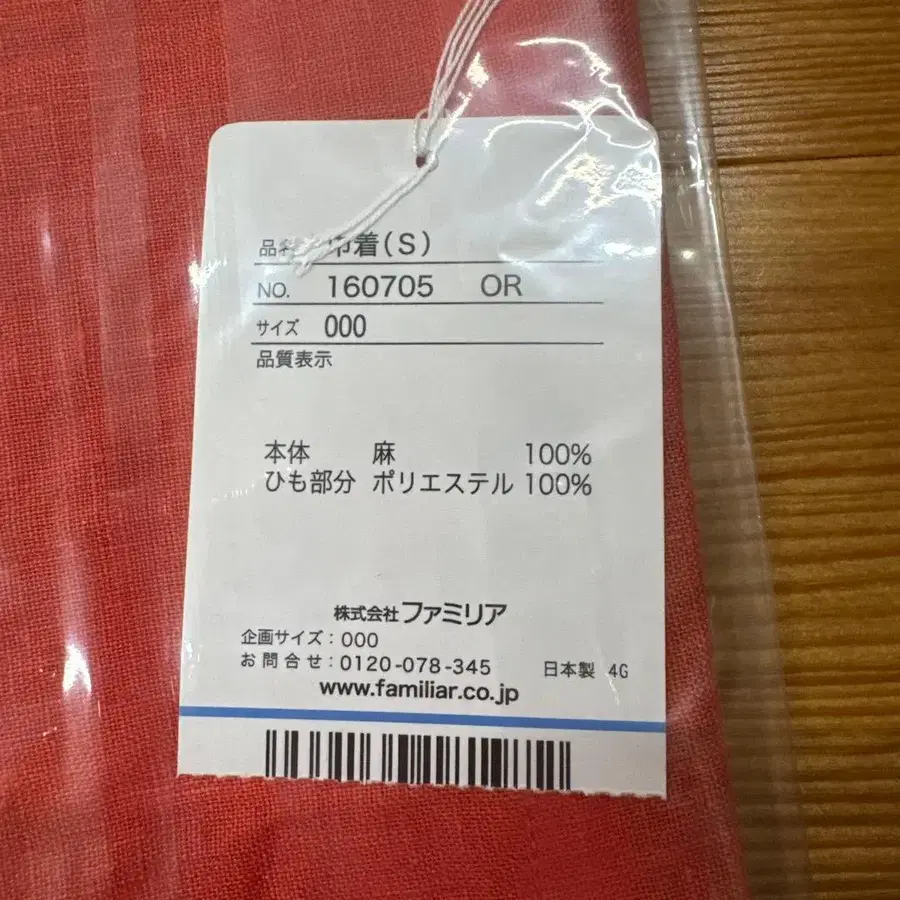 品名 巾着(S)
NO. 160705 OR
サイズ 000
品質表示
本体 麻 100%
ひも部分 ポリエステル 100%
株式会社ファミリア
企画サイズ:000
お問合せ:0120-078-345 日本製 4G
www.familiar.co.jp